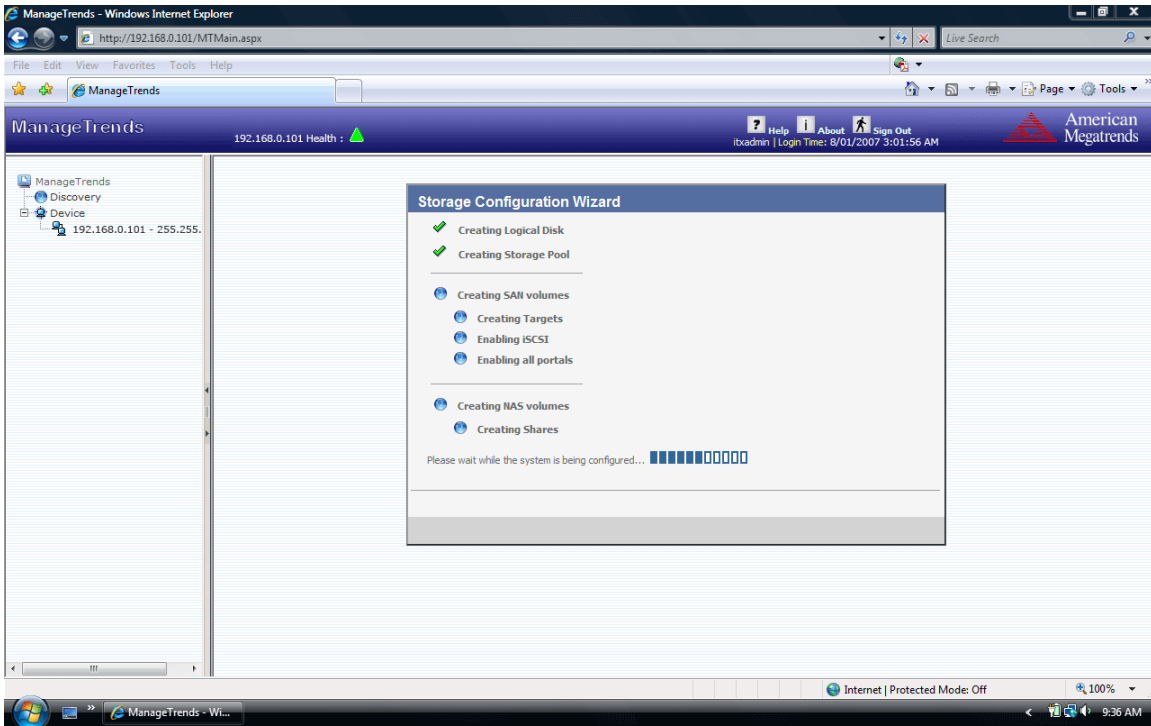 ManageTrends - Windows Internet Explorer
http://192.168.0.101/MTMain.aspx
Live Search
File Edit View Favorites Tools Help
ManageTrends
Page Tools
ManageTrends
192.168.0.101 Health :
? Help i About Sign Out
itxadmin | Login Time: 8/01/2007 3:01:56 AM
American
Megatrends
ManageTrends
Discovery
Device
192.168.0.101 - 255.255.
Storage Configuration Wizard
Creating Logical Disk
Creating Storage Pool
Creating SAN volumes
Creating Targets
Enabling iSCSI
Enabling all portals
Creating NAS volumes
Creating Shares
Please wait while the system is being configured...
Internet | Protected Mode: Off
100%
ManageTrends - Wi...
9:36 AM